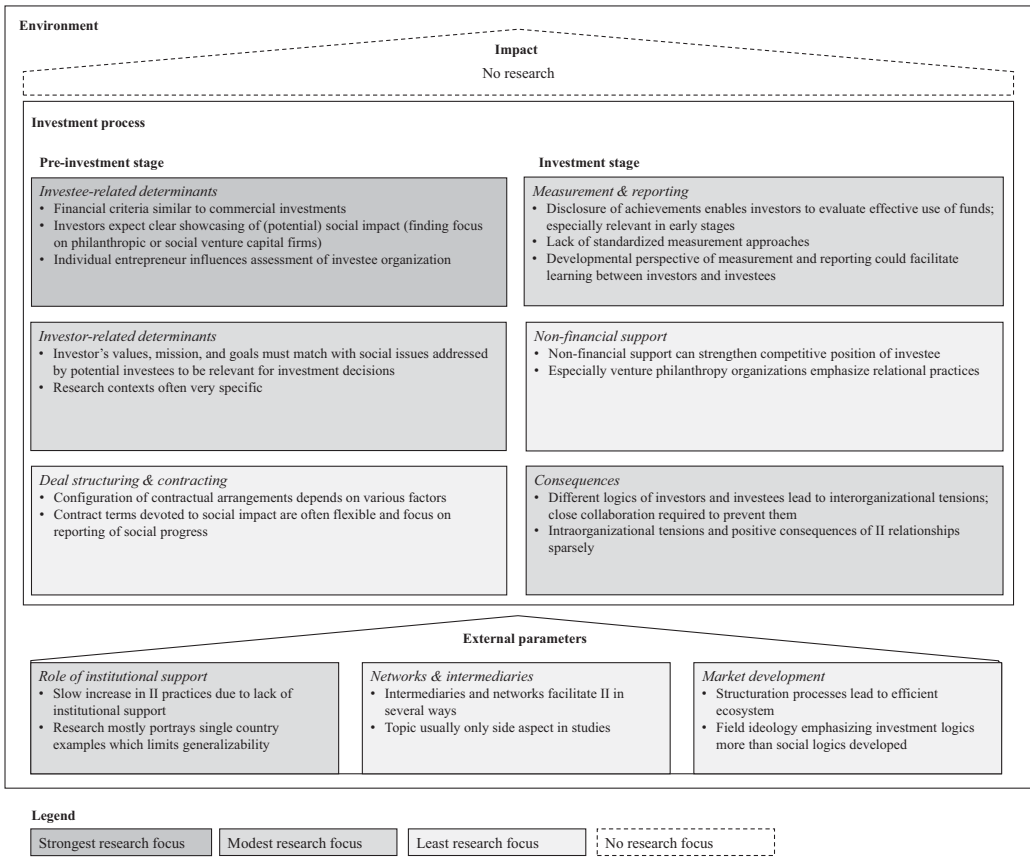 Environment
Impact
No research
Investment process
Pre-investment stage
Investee-related determinants
• Financial criteria similar to commercial investments
• Investors expect clear showcasing of (potential) social impact (finding focus
on philanthropic or social venture capital firms)
• Individual entrepreneur influences assessment of investee organization
Investor-related determinants
• Investor's values, mission, and goals must match with social issues addressed
by potential investees to be relevant for investment decisions
• Research contexts often very specific
Deal structuring & contracting
• Configuration of contractual arrangements depends on various factors
• Contract terms devoted to social impact are often flexible and focus on
reporting of social progress
Investment stage
Measurement & reporting
• Disclosure of achievements enables investors to evaluate effective use of funds;
especially relevant in early stages
• Lack of standardized measurement approaches
• Developmental perspective of measurement and reporting could facilitate
learning between investors and investees
Non-financial support
• Non-financial support can strengthen competitive position of investee
• Especially venture philanthropy organizations emphasize relational practices
Consequences
• Different logics of investors and investees lead to interorganizational tensions;
close collaboration required to prevent them
• Intraorganizational tensions and positive consequences of II relationships
sparsely
External parameters
Role of institutional support
• Slow increase in II practices due to lack of
institutional support
• Research mostly portrays single country
examples which limits generalizability
Networks & intermediaries
• Intermediaries and networks facilitate II in
several ways
• Topic usually only side aspect in studies
Market development
• Structuration processes lead to efficient
ecosystem
• Field ideology emphasizing investment logics
more than social logics developed
Legend
Strongest research focus
Modest research focus
Least research focus
No research focus